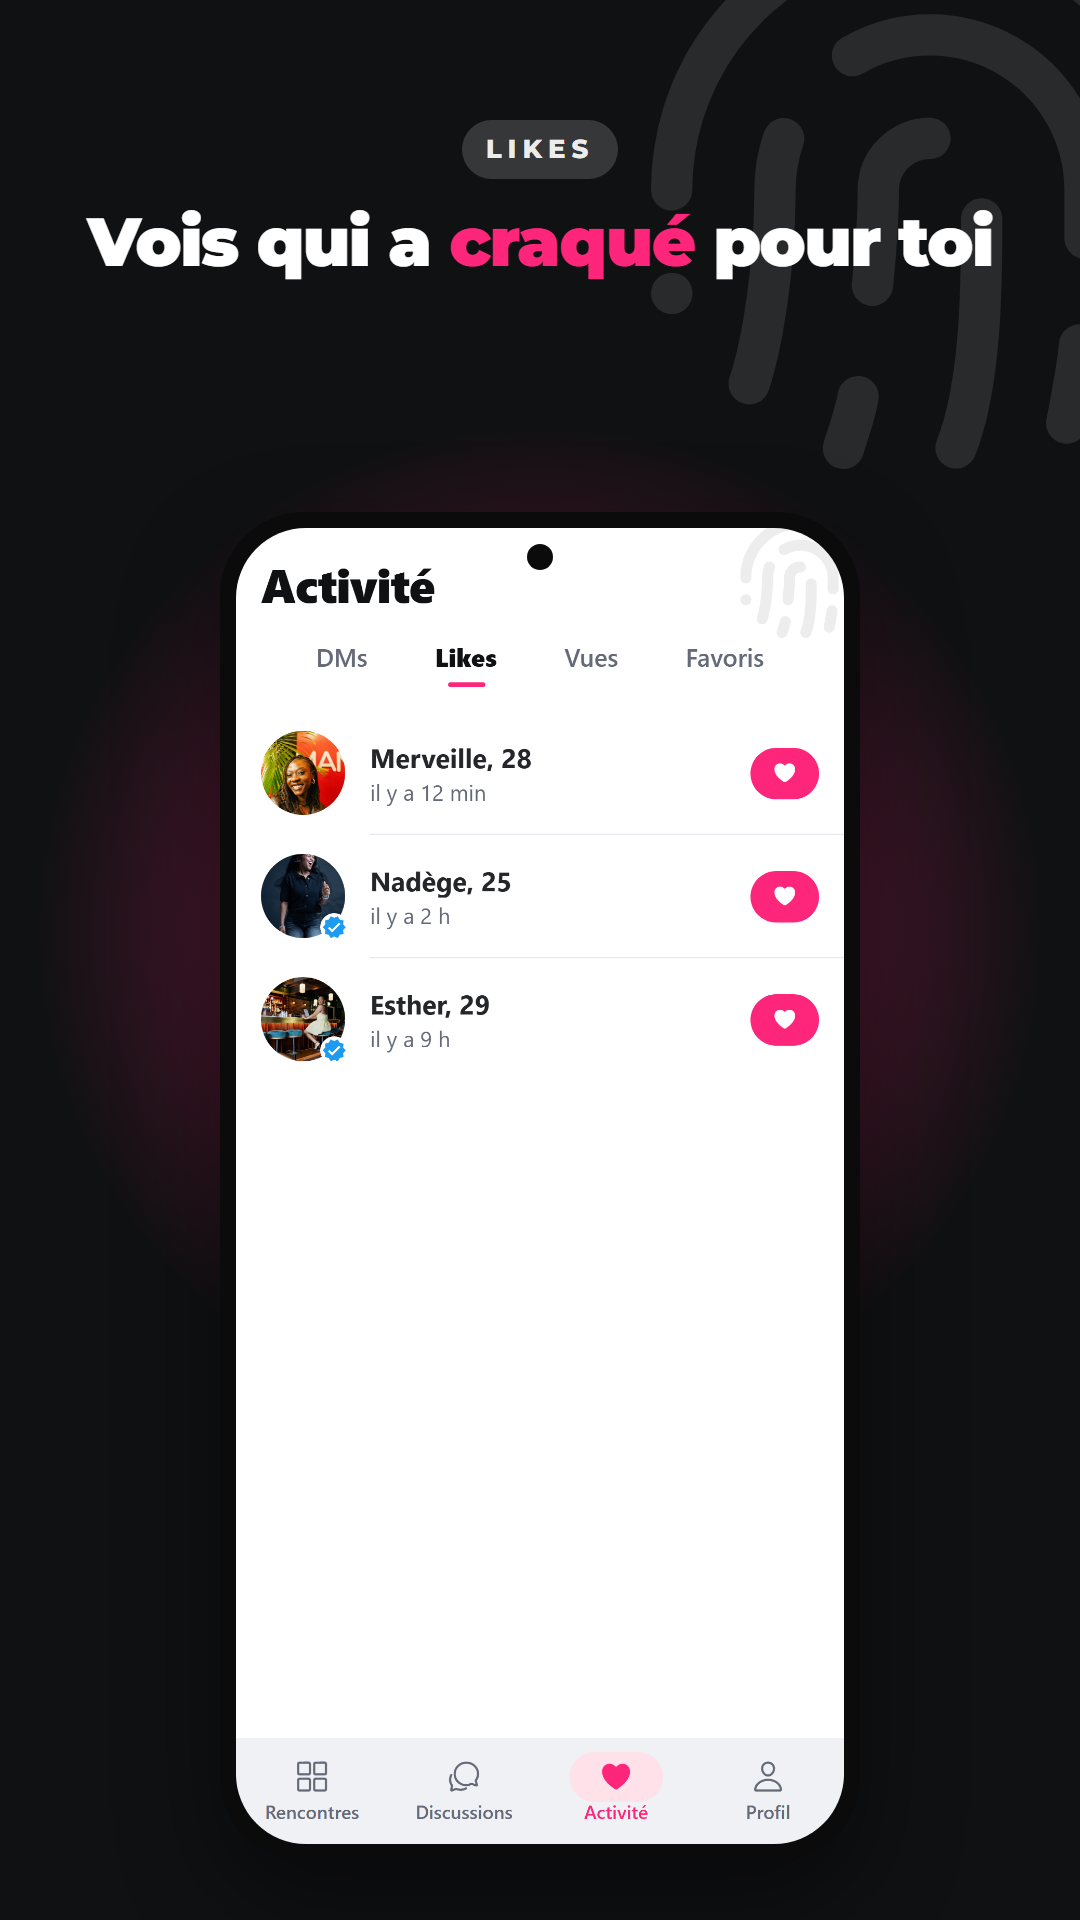 LIKES
Vois qui a craqué pour toi
Activité
DMs Likes Vues Favoris
Merveille, 28
il y a 12 min
Nadège, 25
il y a 2 h
Esther, 29
il y a 9 h
Rencontres Discussions Activité Profil